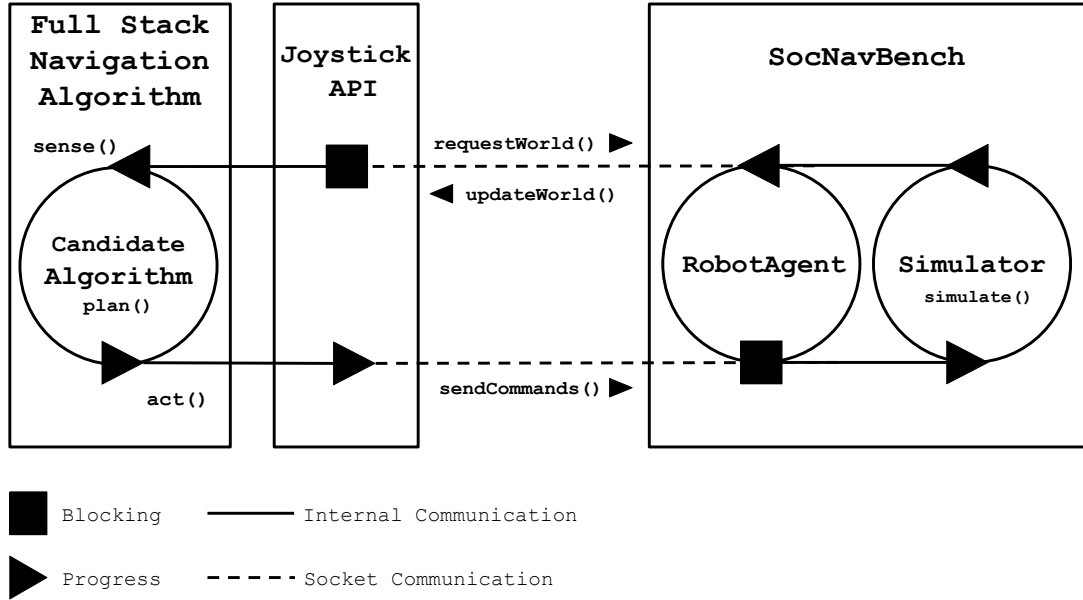 Full Stack
Navigation
Algorithm
Joystick
API
SocNavBench
sense()
requestWorld()
updateWorld()
Candidate
Algorithm
plan()
RobotAgent
Simulator
simulate()
act()
sendCommands()
Blocking
Internal Communication
Progress
Socket Communication